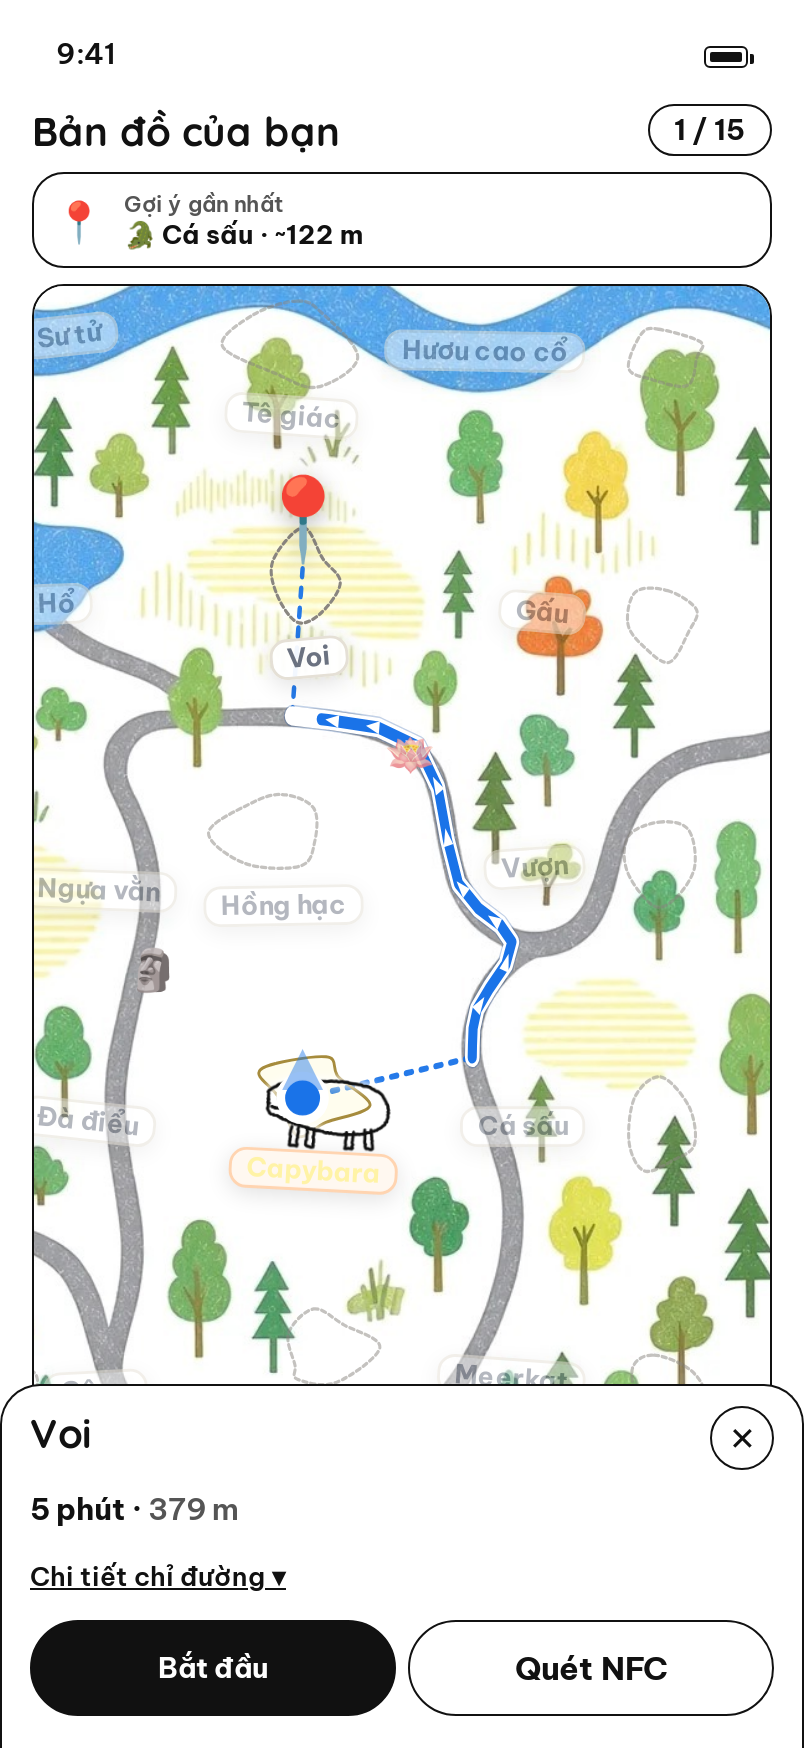 9:41
Bản đồ của bạn
1 / 15
Gợi ý gần nhất
Cá sấu · ~122 m
Sư tử
Hươu cao cổ
Tê giác
Hổ
Gấu
Voi
Vượn
Ngựa vằn
Hồng hạc
Đà điểu
Cá sấu
Capybara
Meerkat
Voi
5 phút · 379 m
Chi tiết chỉ đường ▾
Bắt đầu
Quét NFC